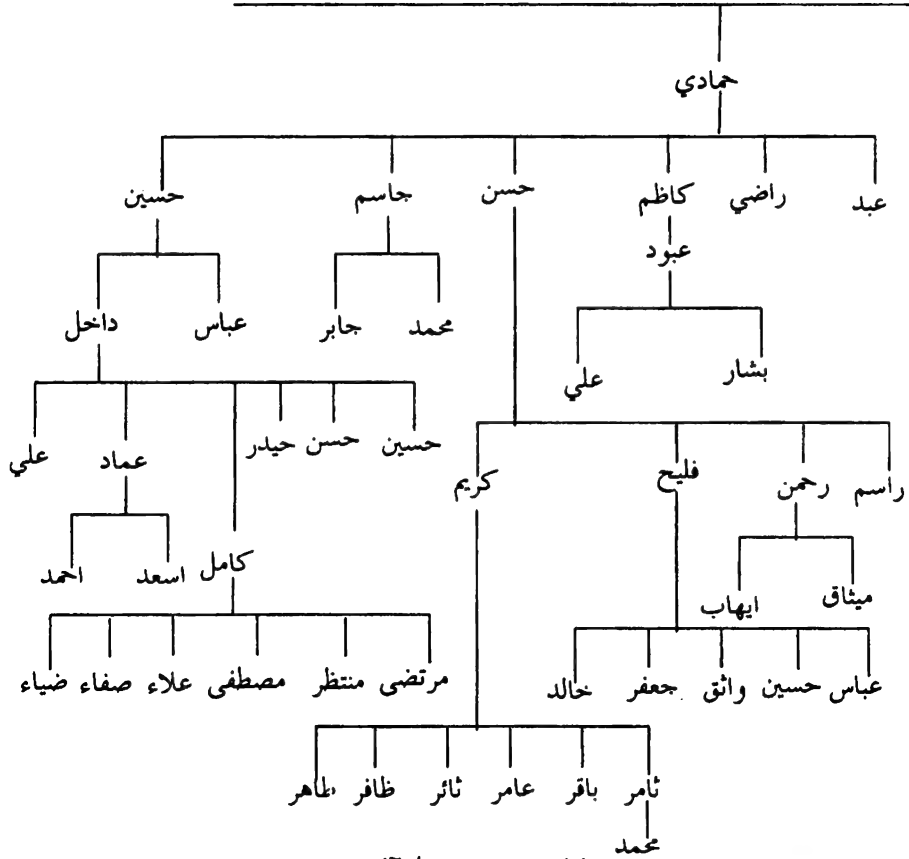 حمادي
عبد راضي كاظم حسن جاسم حسين
عبود
محمد جابر عباس داخل
بشار علي
حسين حسن حيدر عماد علي
راسم رحمن فليح كريم
كامل اسعد احمد
ميثاق ايهاب
عباس حسين واثق جعفر خالد
مرتضى منتظر مصطفى علاء صفاء ضياء
ثامر باقر عامر ثائر ظافر طاهر
محمد